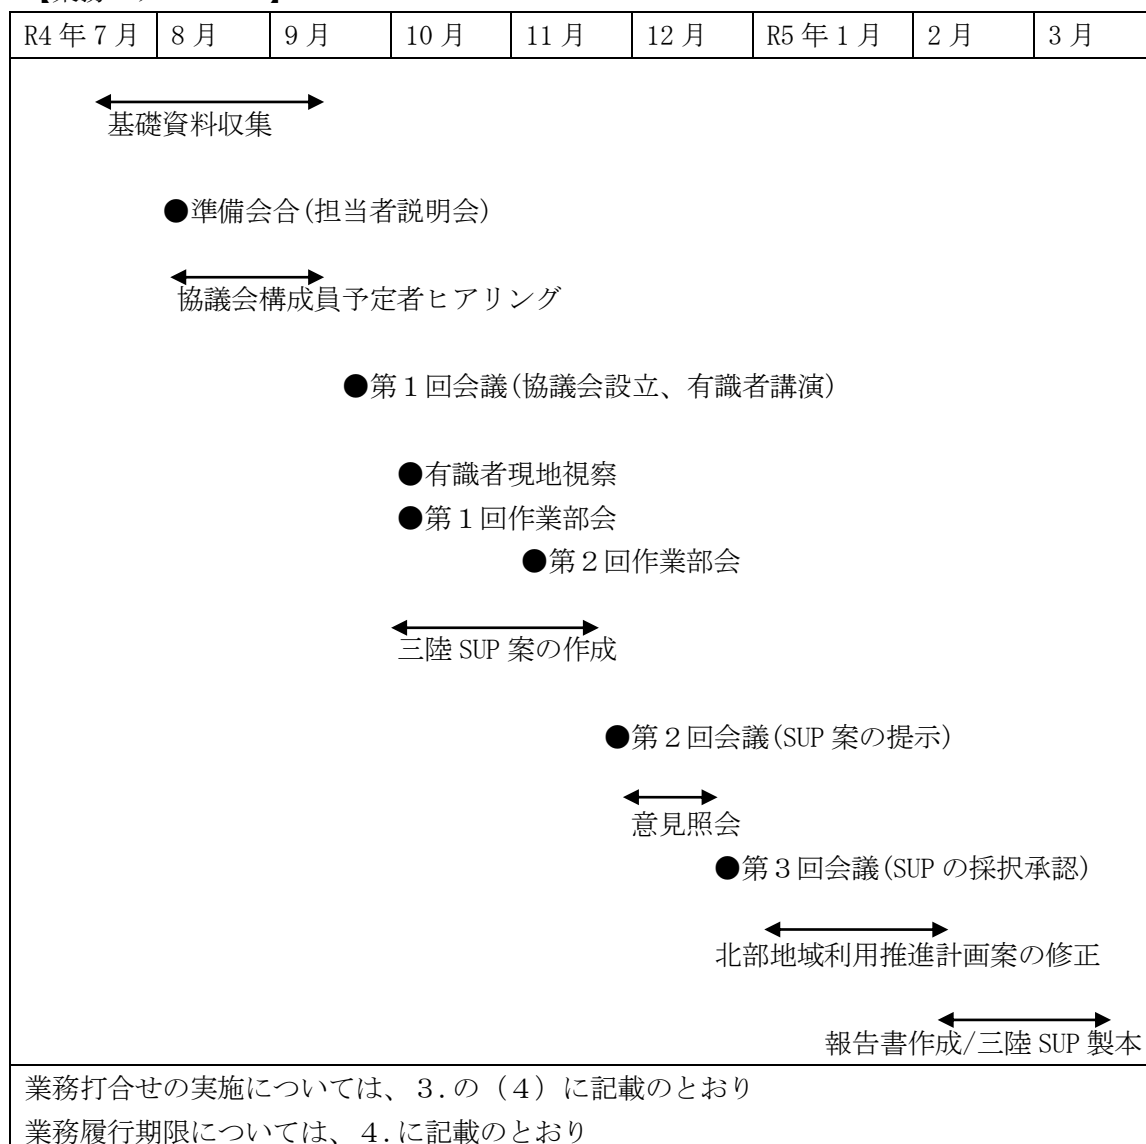 R4年7月 8月 9月 10月 11月 12月 R5年1月 2月 3月
基礎資料収集
●準備会合(担当者説明会)
協議会構成員予定者ヒアリング
●第1回会議(協議会設立、有識者講演)
●有識者現地視察
●第1回作業部会
●第2回作業部会
三陸SUP案の作成
●第2回会議(SUP案の提示)
意見照会
●第3回会議(SUPの採択承認)
北部地域利用推進計画案の修正
報告書作成/三陸SUP製本
業務打合せの実施については、3.の(4)に記載のとおり
業務履行期限については、4.に記載のとおり